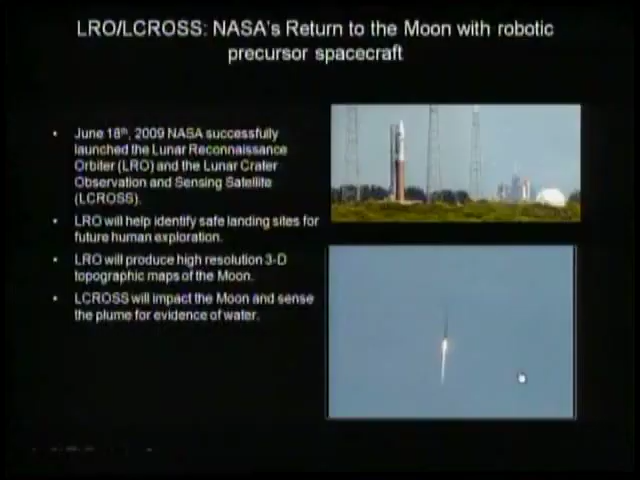 LRO/LCROSS: NASA's Return to the Moon with robotic
precursor spacecraft
• June 18th, 2009 NASA successfully
launched the Lunar Reconnaissance
Orbiter (LRO) and the Lunar Crater
Observation and Sensing Satellite
(LCROSS).
• LRO will help identify safe landing sites for
future human exploration.
• LRO will produce high resolution 3-D
topographic maps of the Moon.
• LCROSS will impact the Moon and sense
the plume for evidence of water.